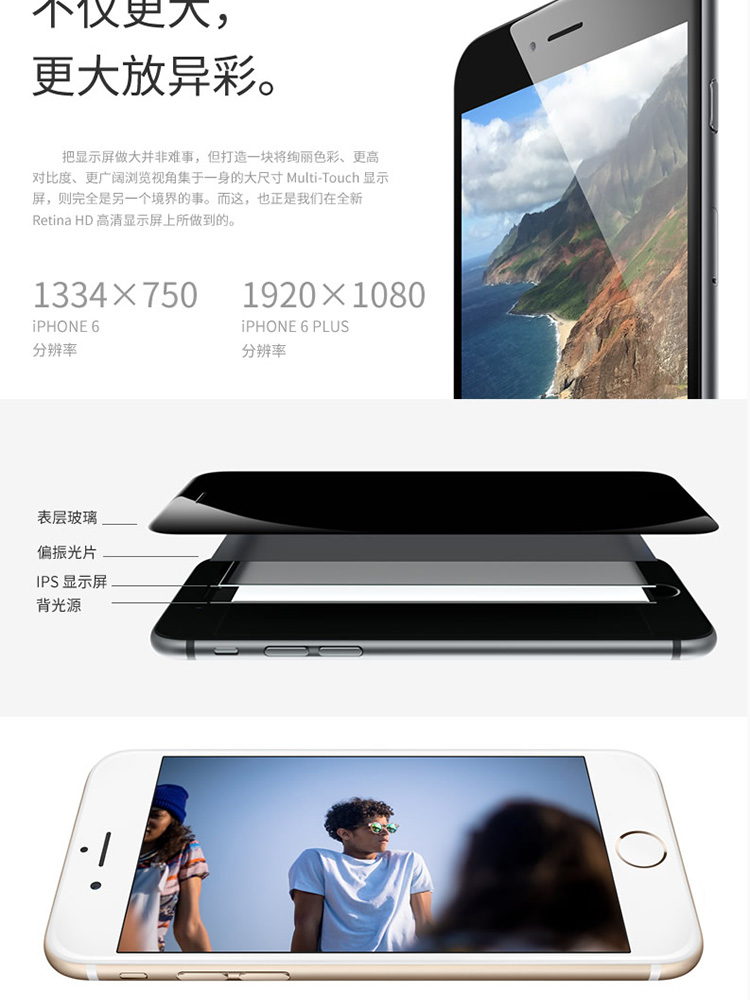 不仅更大，
更大放异彩。
把显示屏做大并非难事，但打造一块将绚丽色彩、更高
对比度、更广阔浏览视角集于一身的大尺寸 Multi-Touch 显示
屏，则完全是另一个境界的事。而这，也正是我们在全新
Retina HD 高清显示屏上所做到的。
1334×750 1920×1080
iPHONE 6 iPHONE 6 PLUS
分辨率 分辨率
表层玻璃
偏振光片
IPS 显示屏
背光源